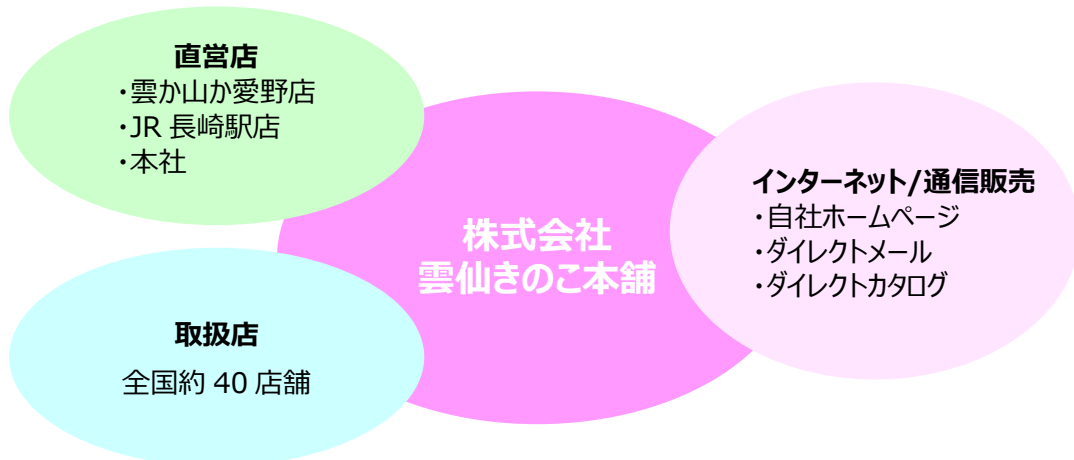 直営店
・雲か山か愛野店
・JR 長崎駅店
・本社
株式会社
雲仙きのこ本舗
インターネット/通信販売
・自社ホームページ
・ダイレクトメール
・ダイレクトカタログ
取扱店
全国約 40 店舗